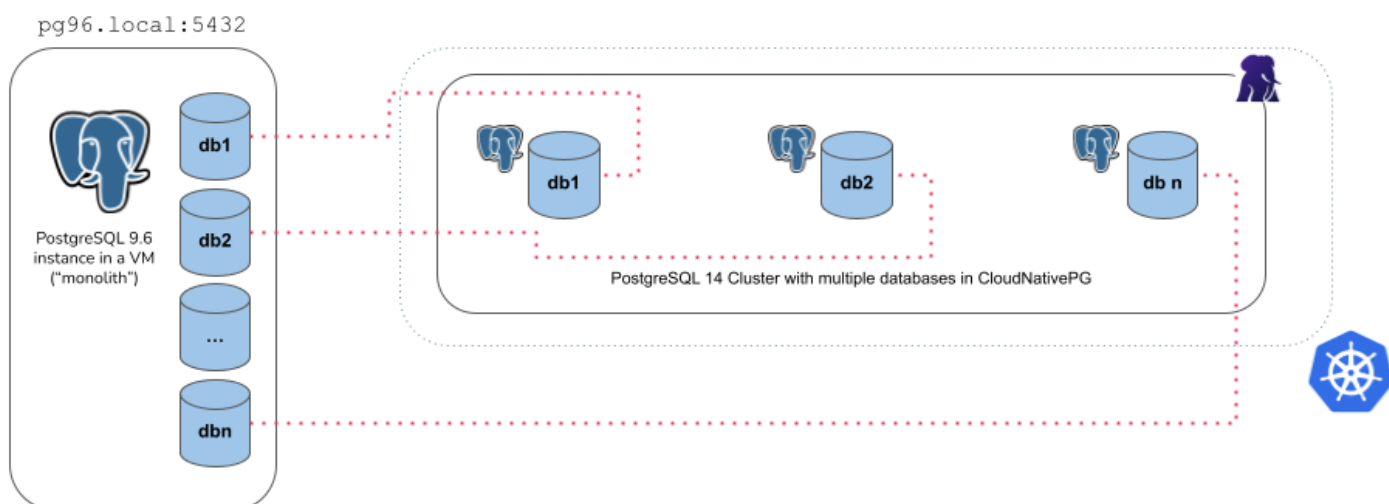 pg96.local:5432
db1
PostgreSQL 9.6
instance in a VM
(“monolith”)
db2
...
dbn
db1
db2
db n
PostgreSQL 14 Cluster with multiple databases in CloudNativePG